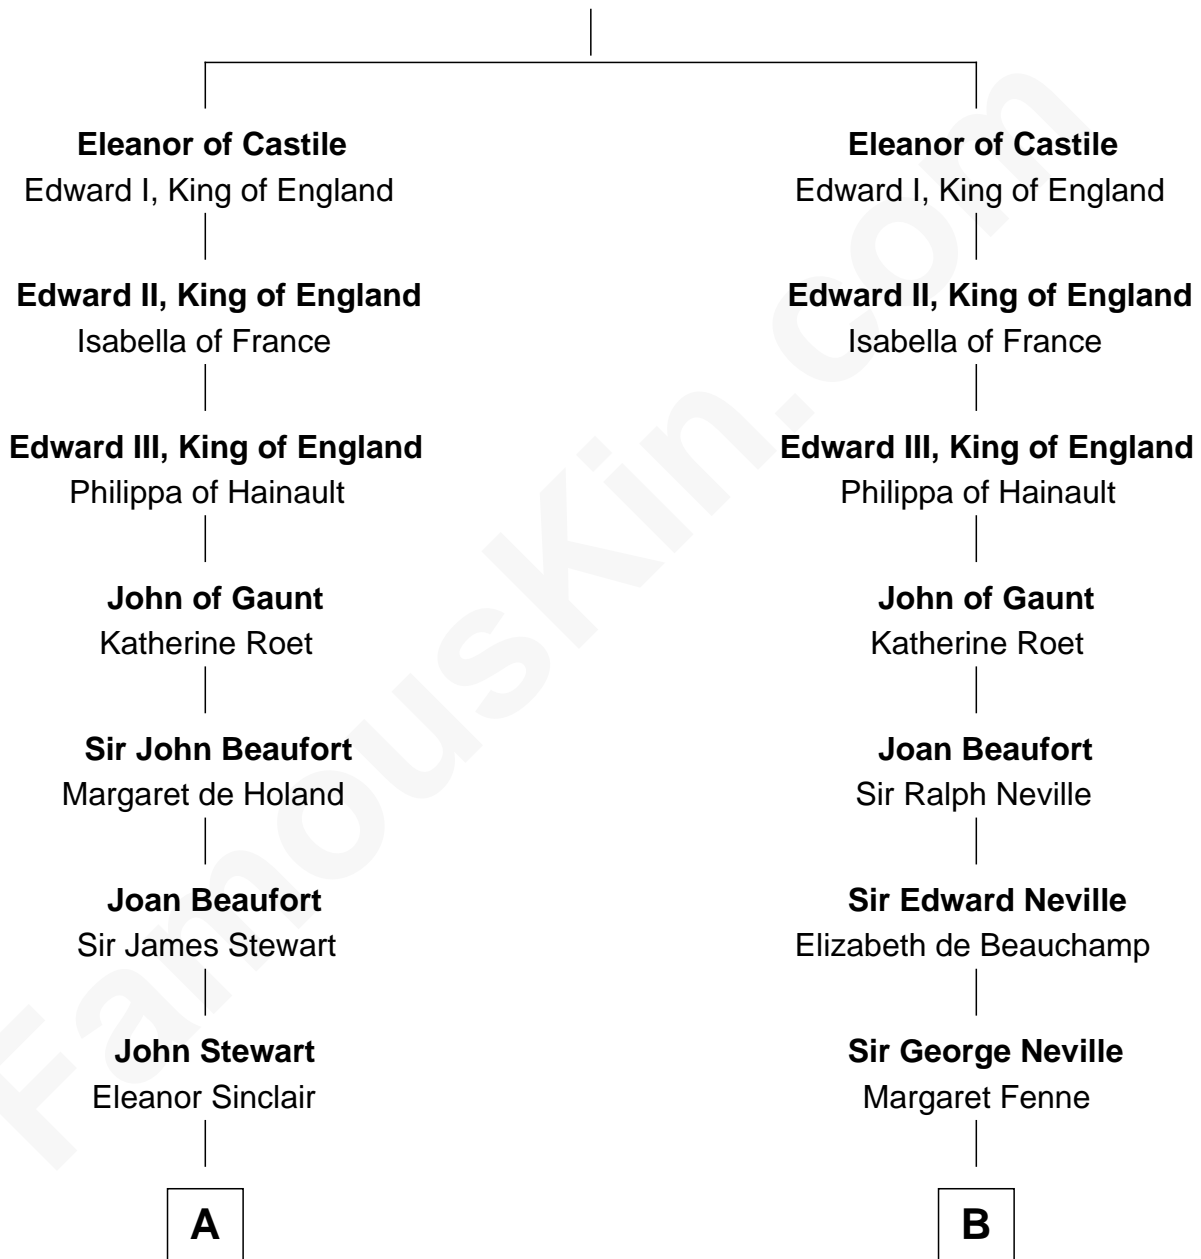 Eleanor of Castile
Edward I, King of England
Edward II, King of England
Isabella of France
Edward III, King of England
Philippa of Hainault
John of Gaunt
Katherine Roet
Sir John Beaufort
Margaret de Holand
Joan Beaufort
Sir James Stewart
John Stewart
Eleanor Sinclair
A
Eleanor of Castile
Edward I, King of England
Edward II, King of England
Isabella of France
Edward III, King of England
Philippa of Hainault
John of Gaunt
Katherine Roet
Joan Beaufort
Sir Ralph Neville
Sir Edward Neville
Elizabeth de Beauchamp
Sir George Neville
Margaret Fenne
B
FamousKin.com